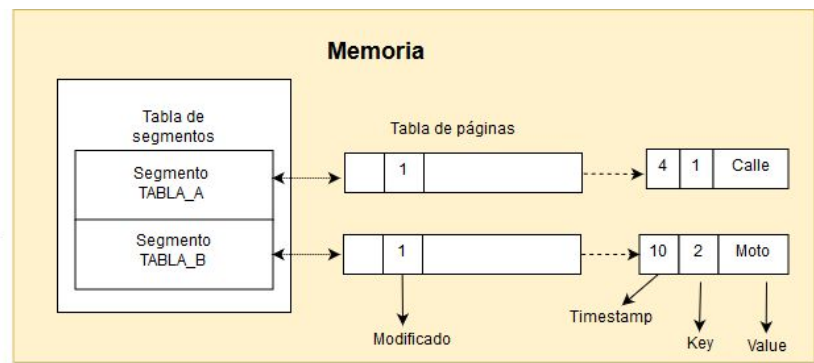 Memoria
Tabla de
segmentos
Tabla de páginas
Segmento
TABLA_A
1
4 1 Calle
Segmento
TABLA_B
1
10 2 Moto
Timestamp
Modificado
Key
Value